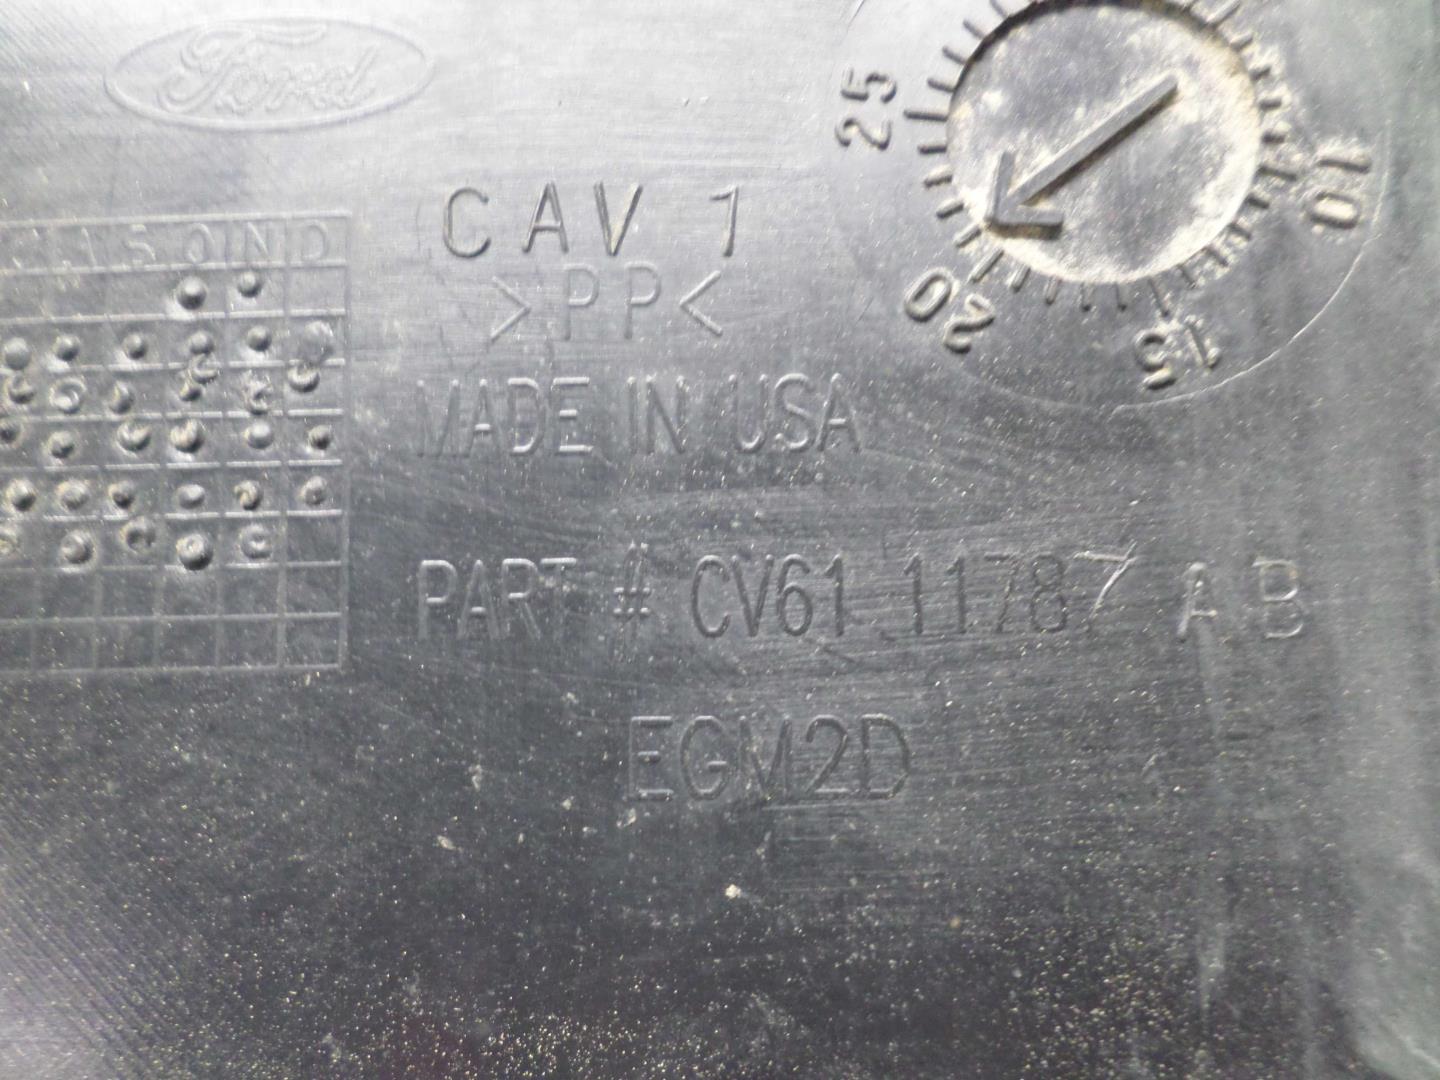 Ford
25
20
15
10
CAV 1
J A S O N D
>PP<
MADE IN USA
PART # CV61 11787 AB
EGM2D